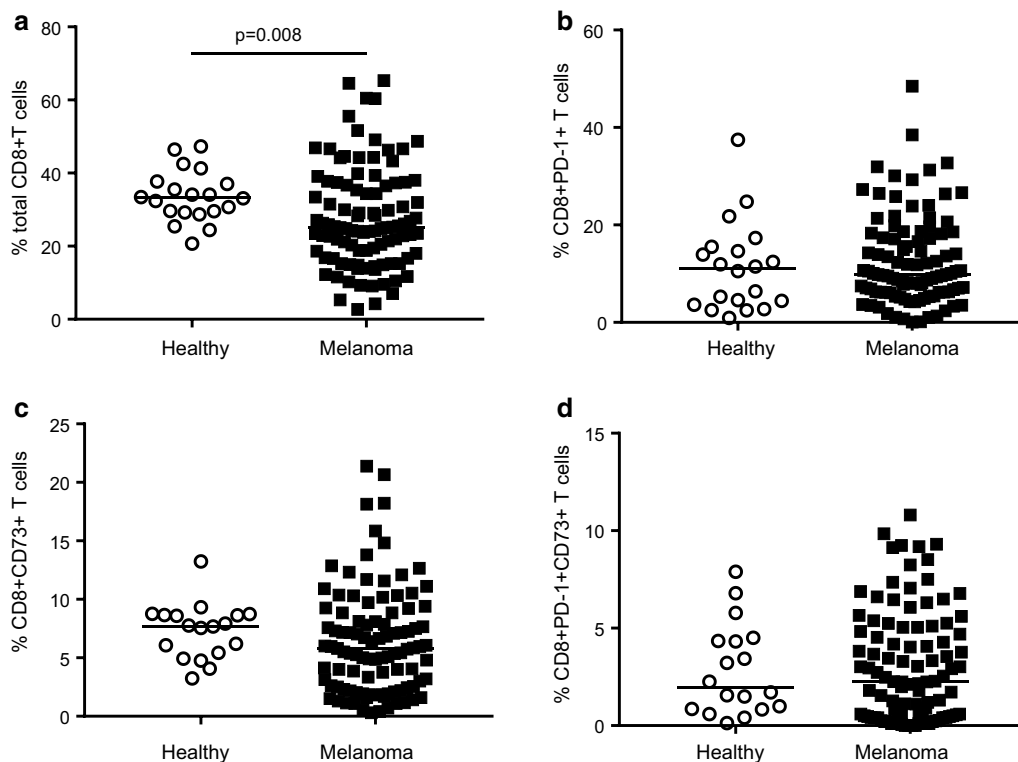 a
% total CD8+T cells
80
60
40
20
0
p=0.008
Healthy Melanoma
b
% CD8+PD-1+ T cells
60
40
20
0
Healthy Melanoma
c
% CD8+CD73+ T cells
25
20
15
10
5
0
Healthy Melanoma
d
% CD8+PD-1+CD73+ T cells
15
10
5
0
Healthy Melanoma